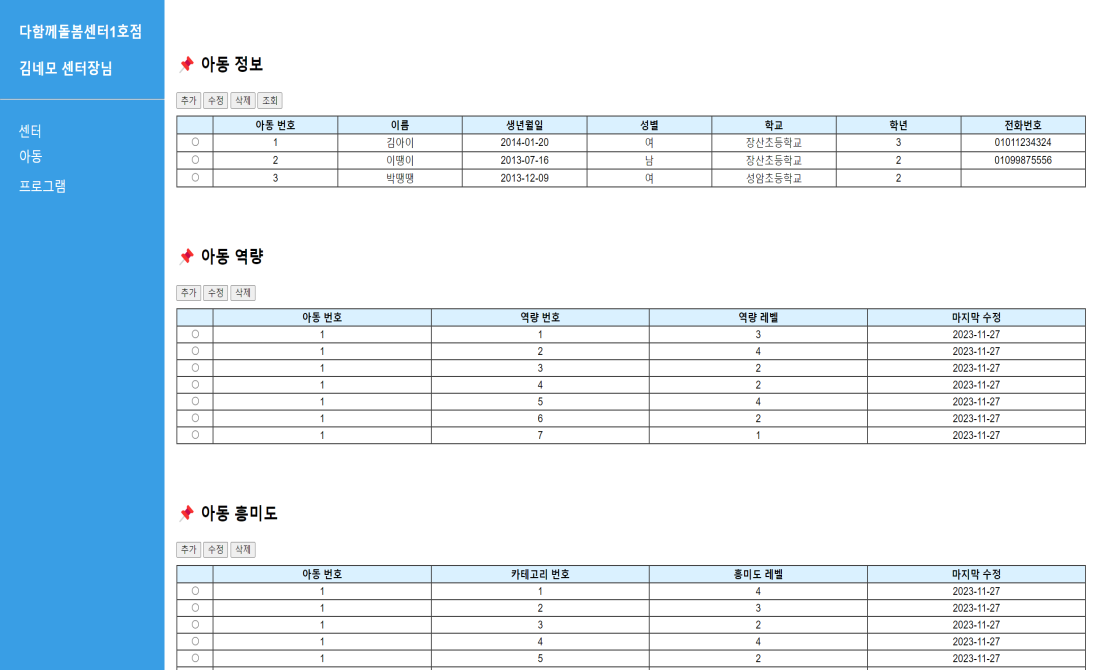 다함께돌봄센터1호점
김네모 센터장님
센터
아동
프로그램
아동 정보
추가 수정 삭제 조회
아동 번호 이름 생년월일 성별 학교 학년 전화번호
1 김아이 2014-01-20 여 장산초등학교 3 01011234324
2 이땡이 2013-07-16 남 장산초등학교 2 01099875556
3 박땡땡 2013-12-09 여 성암초등학교 2
아동 역량
추가 수정 삭제
아동 번호 역량 번호 역량 레벨 마지막 수정
1 1 3 2023-11-27
1 2 4 2023-11-27
1 3 2 2023-11-27
1 4 2 2023-11-27
1 5 4 2023-11-27
1 6 2 2023-11-27
1 7 1 2023-11-27
아동 흥미도
추가 수정 삭제
아동 번호 카테고리 번호 흥미도 레벨 마지막 수정
1 1 4 2023-11-27
1 2 3 2023-11-27
1 3 2 2023-11-27
1 4 4 2023-11-27
1 5 2 2023-11-27